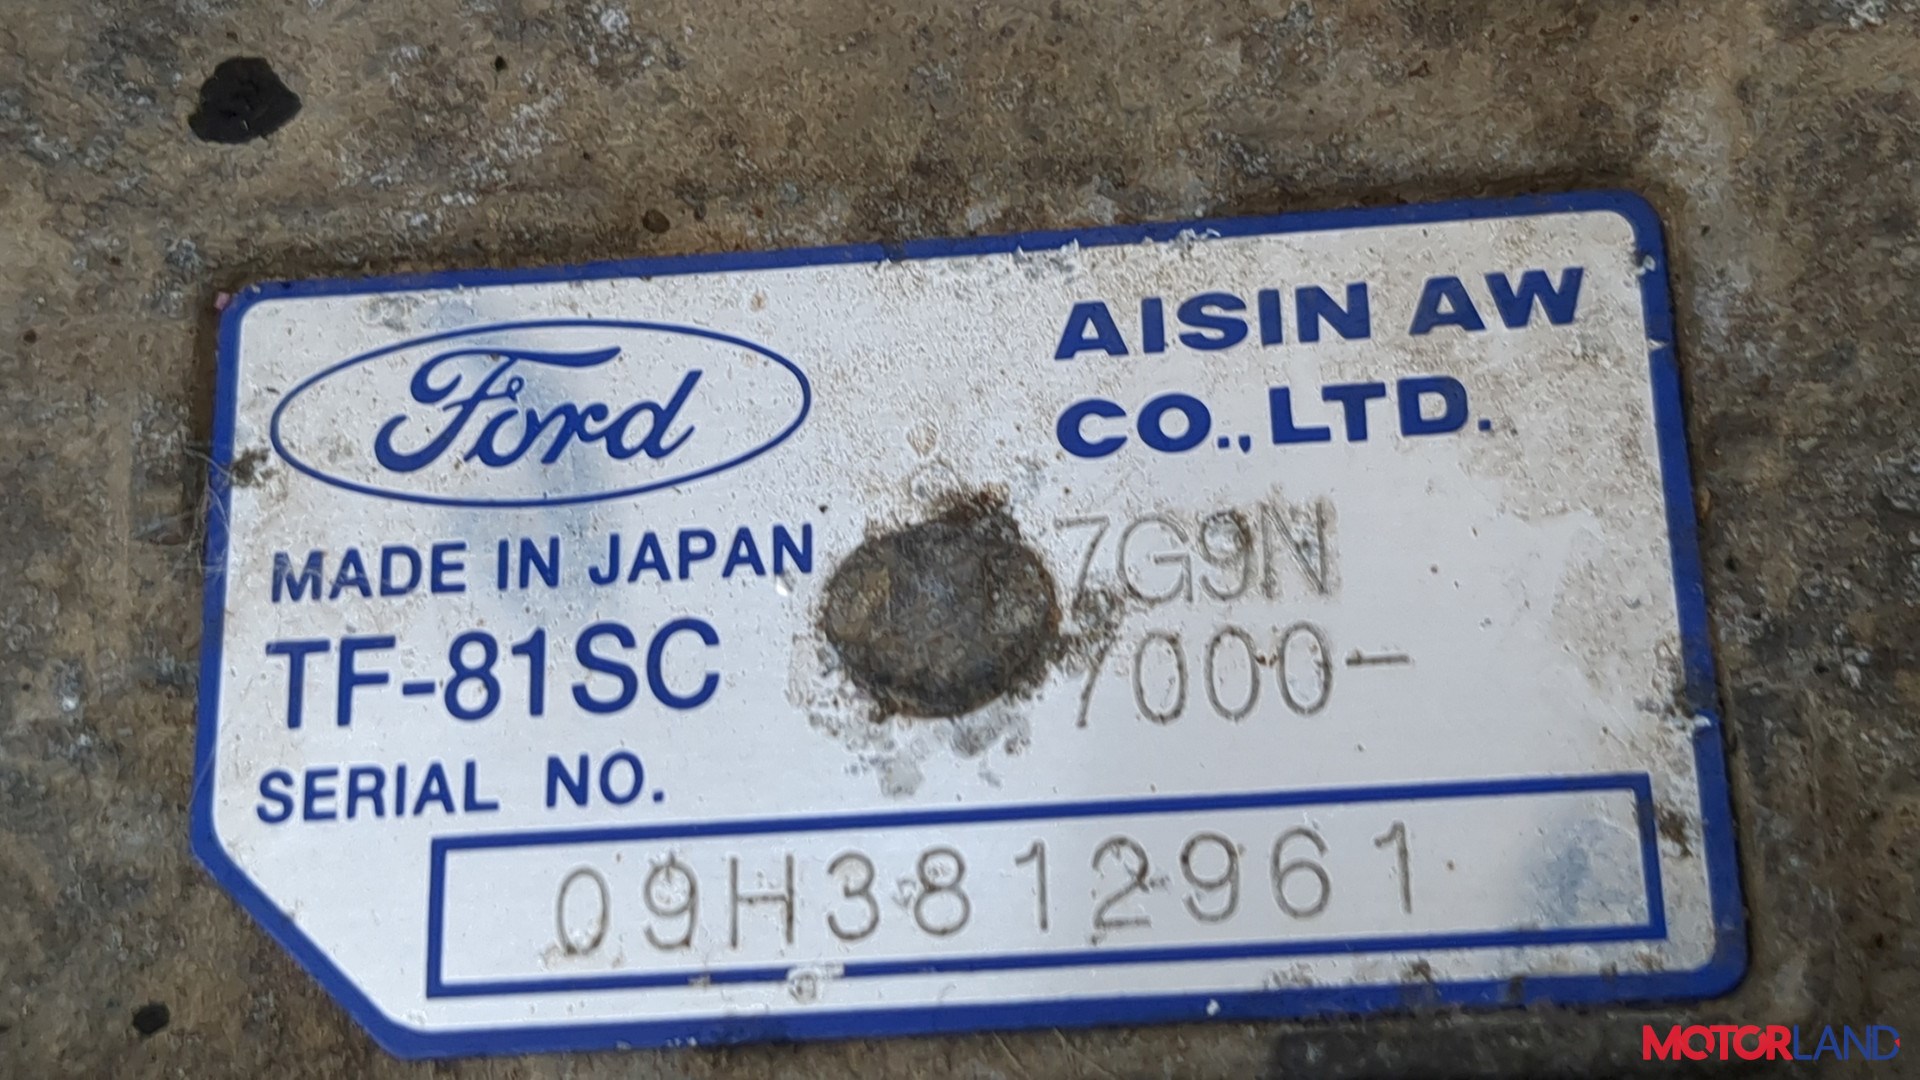 Ford
AISIN AW
CO., LTD.
MADE IN JAPAN
7G9N
TF-81SC
7000-
SERIAL NO.
09H3812961
MOTORLAND